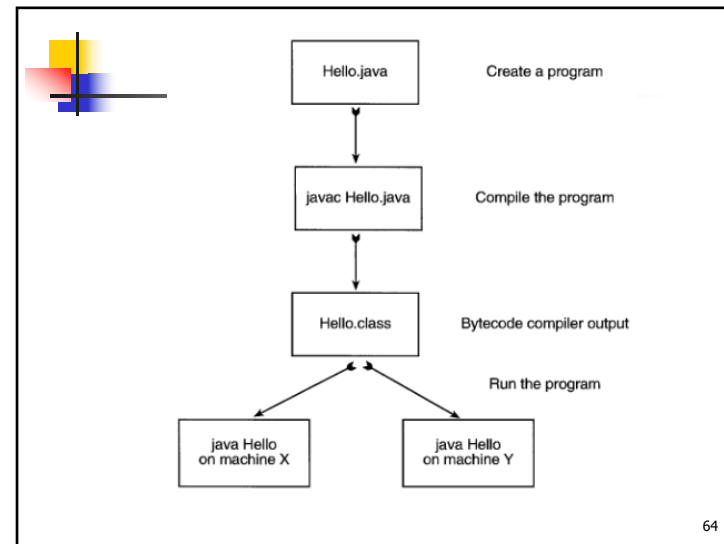 Hello.java
Create a program
javac Hello.java
Compile the program
Hello.class
Bytecode compiler output
Run the program
java Hello
on machine X
java Hello
on machine Y
64